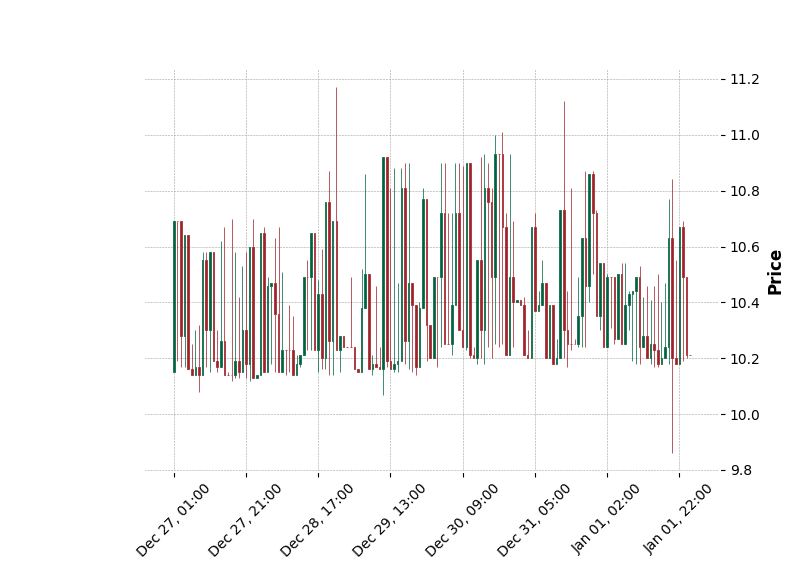 11.2
11.0
10.8
10.6
10.4
10.2
10.0
9.8
Price
Dec 27, 01:00
Dec 27, 21:00
Dec 28, 17:00
Dec 29, 13:00
Dec 30, 09:00
Dec 31, 05:00
Jan 01, 02:00
Jan 01, 22:00